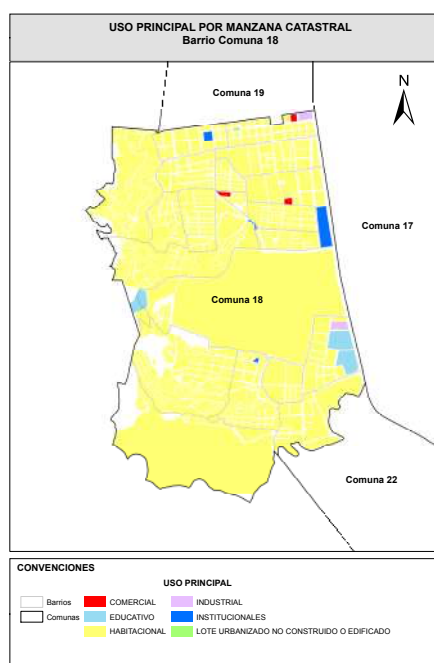 USO PRINCIPAL POR MANZANA CATASTRAL
Barrio Comuna 18
Comuna 19
N
Comuna 17
Comuna 18
Comuna 22
CONVENCIONES
USO PRINCIPAL
Barrios COMERCIAL INDUSTRIAL
Comunas EDUCATIVO INSTITUCIONALES
HABITACIONAL LOTE URBANIZADO NO CONSTRUIDO O EDIFICADO